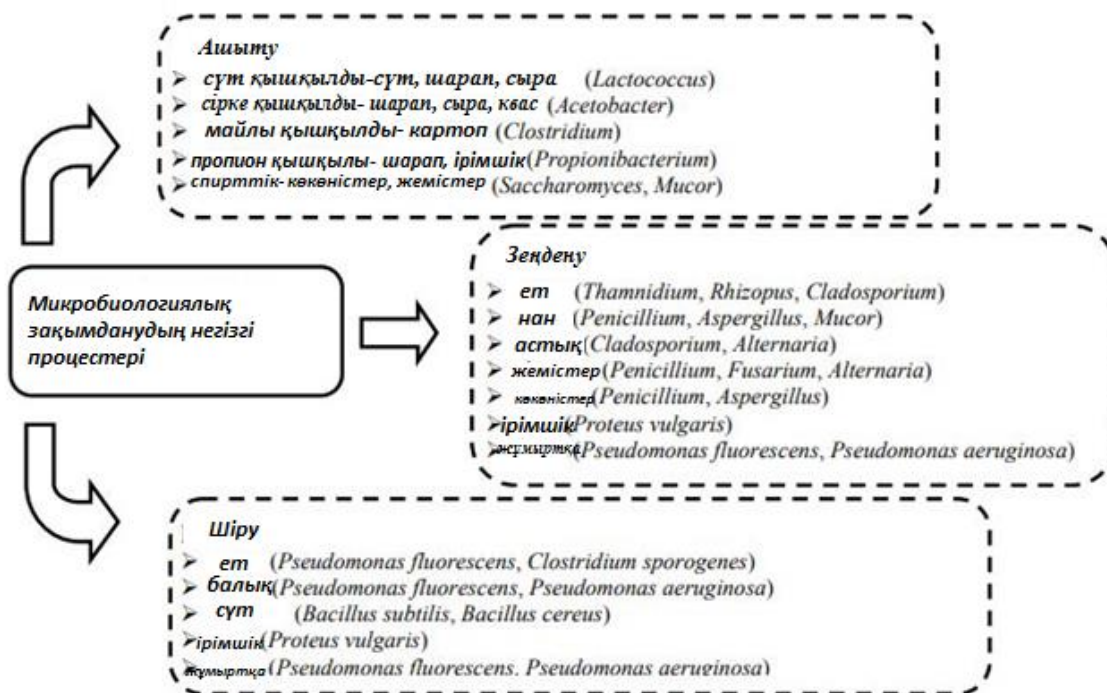 Ашыту
➢ сүт қышқылды-сүт, шарап, сыра (Lactococcus)
➢ сірке қышқылды- шарап, сыра, квас (Acetobacter)
➢ майлы қышқылды- картоп (Clostridium)
➢ пропион қышқылы- шарап, ірімшік(Propionibacterium)
➢ спирттік-көкөністер, жемістер (Saccharomyces, Mucor)
Микробиологиялық
зақымданудың негізгі
процестері
Зеңдену
➢ ет (Thamnidium, Rhizopus, Cladosporium)
➢ нан (Penicillium, Aspergillus, Mucor)
➢ астық(Cladosporium, Alternaria)
➢ жемістер(Penicillium, Fusarium, Alternaria)
➢ көкөністер(Penicillium, Aspergillus)
➢ ірімшік(Proteus vulgaris)
➢ жұмыртқа(Pseudomonas fluorescens, Pseudomonas aeruginosa)
Шіру
➢ ет (Pseudomonas fluorescens, Clostridium sporogenes)
➢ балық(Pseudomonas fluorescens, Pseudomonas aeruginosa)
➢ сүт (Bacillus subtilis, Bacillus cereus)
➢ ірімшік(Proteus vulgaris)
➢ жұмыртқа(Pseudomonas fluorescens, Pseudomonas aeruginosa)